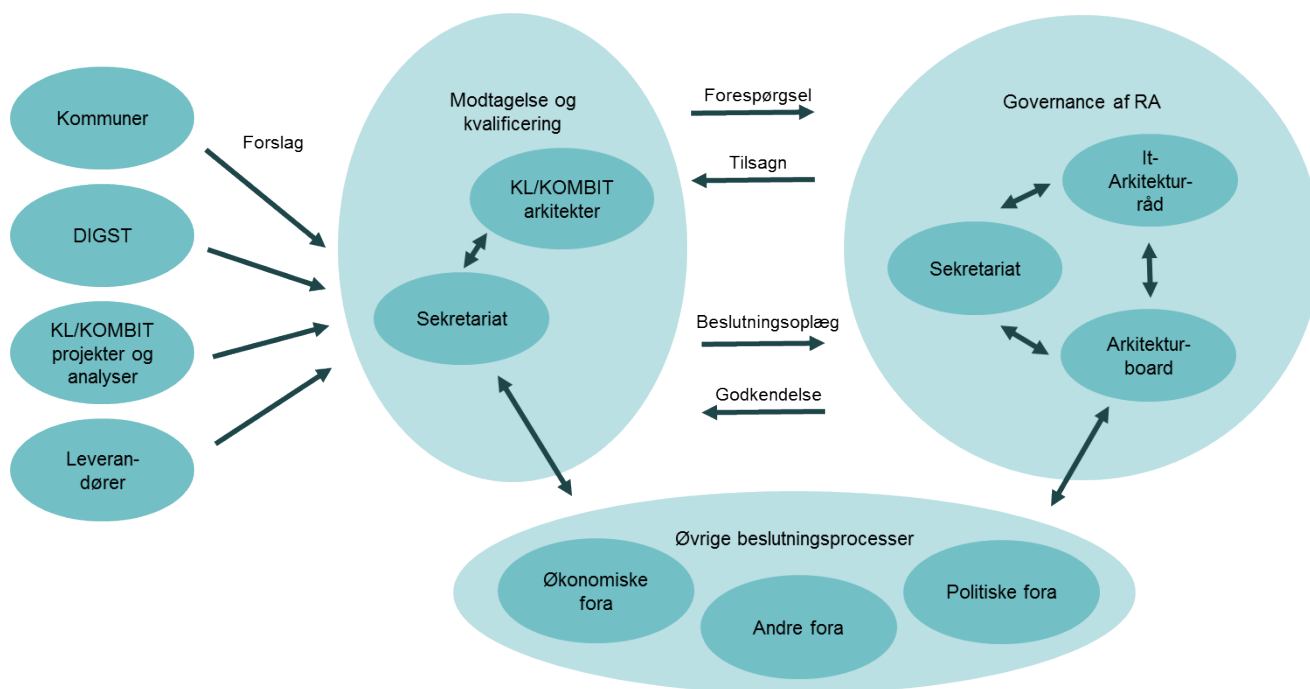 Kommuner
DIGST
KL/KOMBIT
projekter og
analyser
Leveran-
dører
Forslag
Modtagelse og
kvalificering
KL/KOMBIT
arkitekter
Sekretariat
Forespørgsel
Tilsagn
Beslutningsoplæg
Godkendelse
Governance af RA
It-
Arkitektur-
råd
Sekretariat
Arkitektur-
board
Øvrige beslutningsprocesser
Økonomiske
fora
Andre fora
Politiske fora